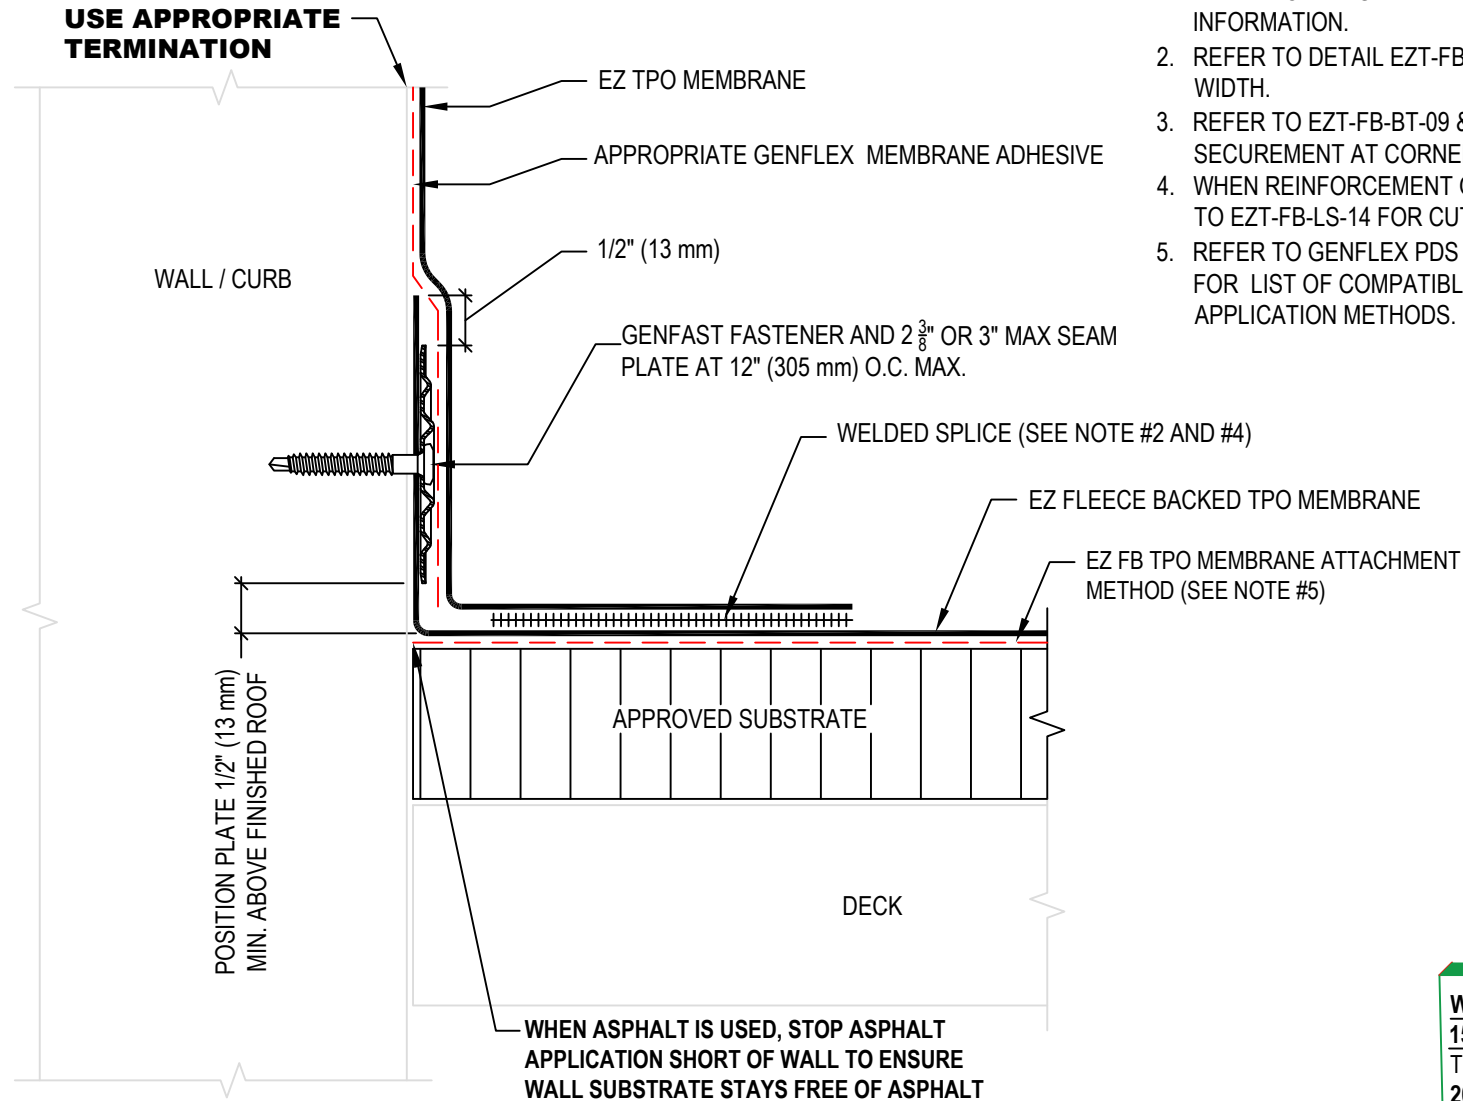 USE APPROPRIATE
TERMINATION
EZ TPO MEMBRANE
APPROPRIATE GENFLEX MEMBRANE ADHESIVE
1/2" (13 mm)
WALL / CURB
GENFAST FASTENER AND 2 3/8" OR 3" MAX SEAM
PLATE AT 12" (305 mm) O.C. MAX.
WELDED SPLICE (SEE NOTE #2 AND #4)
EZ FLEECE BACKED TPO MEMBRANE
EZ FB TPO MEMBRANE ATTACHMENT
METHOD (SEE NOTE #5)
POSITION PLATE 1/2" (13 mm)
MIN. ABOVE FINISHED ROOF
APPROVED SUBSTRATE
DECK
WHEN ASPHALT IS USED, STOP ASPHALT
APPLICATION SHORT OF WALL TO ENSURE
WALL SUBSTRATE STAYS FREE OF ASPHALT
INFORMATION.
2. REFER TO DETAIL EZT-FB
WIDTH.
3. REFER TO EZT-FB-BT-09 &
SECUREMENT AT CORNE
4. WHEN REINFORCEMENT
TO EZT-FB-LS-14 FOR CU
5. REFER TO GENFLEX PDS
FOR LIST OF COMPATIBL
APPLICATION METHODS.